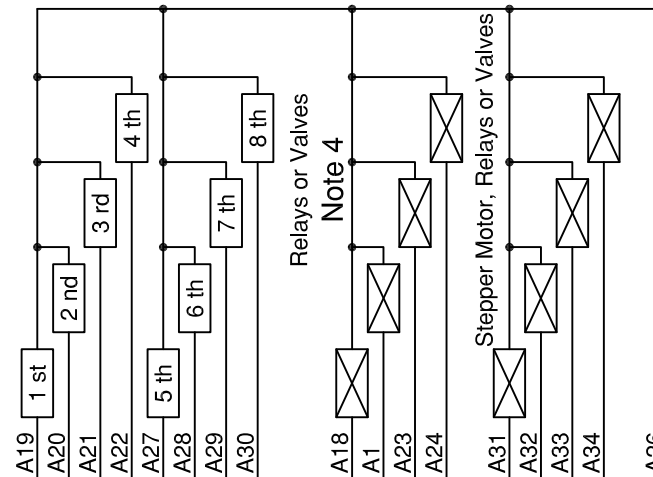 1 st
2 nd
3 rd
4 th
5 th
6 th
7 th
8 th
Relays or Valves
Note 4
Stepper Motor, Relays or Valves
A19
A20
A21
A22
A27
A28
A29
A30
A18
A1
A23
A24
A31
A32
A33
A34